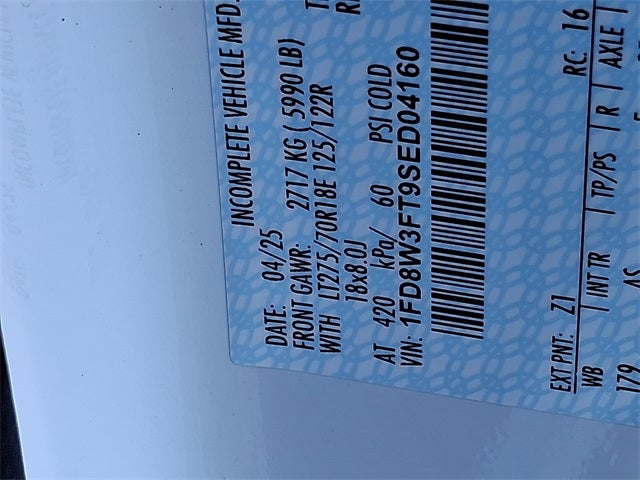 INCOMPLETE VEHICLE MFD.
DATE: 04/25
FRONT GAWR: 2717 KG ( 5990 LB)
WITH LT275/70R18E 125/122R
18x8.0J
AT 420 kPa/ 60 PSI COLD
VIN: 1FD8W3FT9SED04160
EXT PNT: Z1 RC: 16
WB INT TR TP/PS R AXLE
179